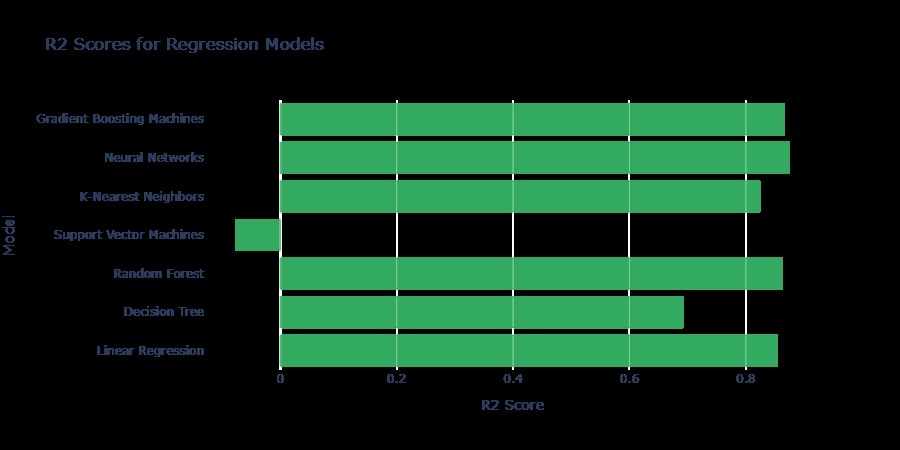 R2 Scores for Regression Models
Gradient Boosting Machines
Neural Networks
K-Nearest Neighbors
Support Vector Machines
Random Forest
Decision Tree
Linear Regression
Model
0 0.2 0.4 0.6 0.8
R2 Score